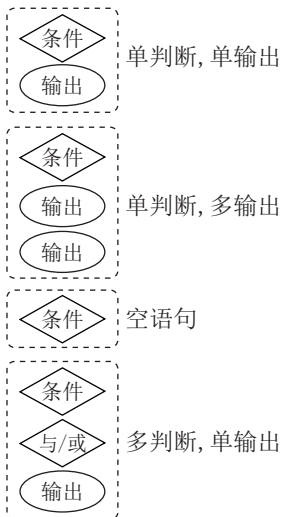 条件
输出
单判断, 单输出
条件
输出
输出
单判断, 多输出
条件
空语句
条件
与/或
输出
多判断, 单输出